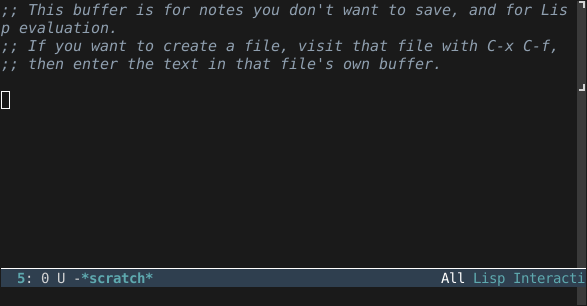 ;; This buffer is for notes you don't want to save, and for Lis
p evaluation.
;; If you want to create a file, visit that file with C-x C-f,
;; then enter the text in that file's own buffer.
5: 0 U -*scratch* All Lisp Interacti